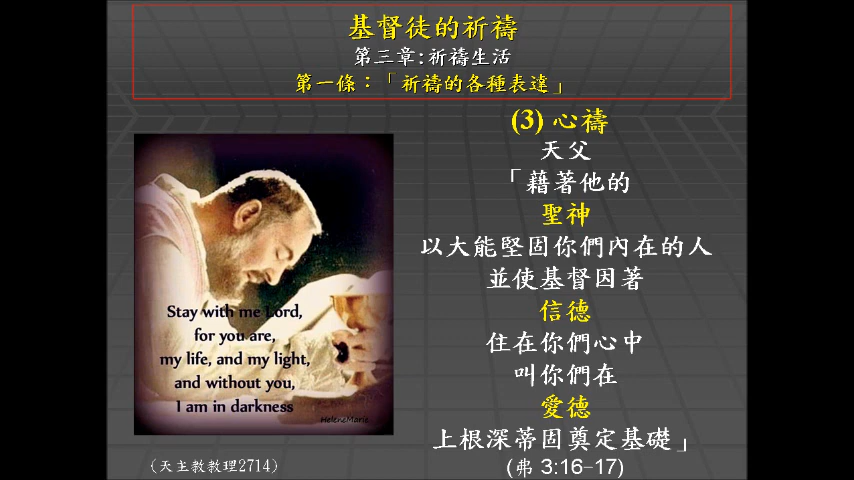 基督徒的祈禱
第三章:祈禱生活
第一條：「祈禱的各種表達」
(3) 心禱
天父
「藉著他的
聖神
以大能堅固你們內在的人
並使基督因著
信德
住在你們心中
叫你們在
愛德
上根深蒂固奠定基礎」
(弗 3:16-17)
Stay with me Lord,
for you are,
my life, and my light,
and without you,
I am in darkness
HeleneMarie
(天主教教理2714)